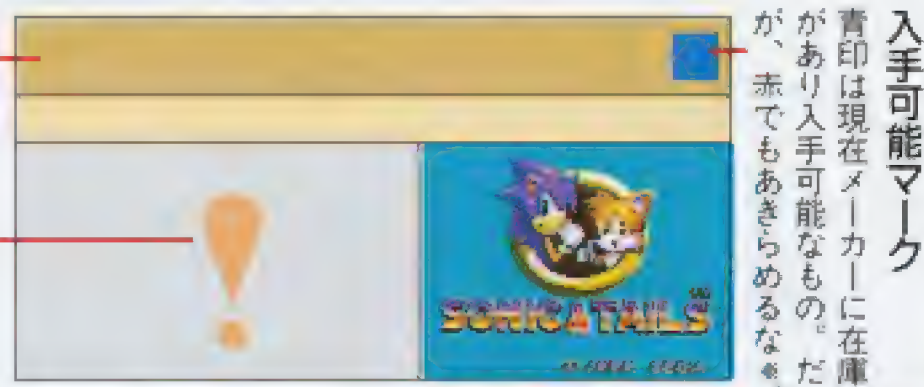 入手可能マーク
青印は現在メーカーに在庫
があり入手可能なもの。だ
が、赤でもあきらめるな
SONIC & TAILS